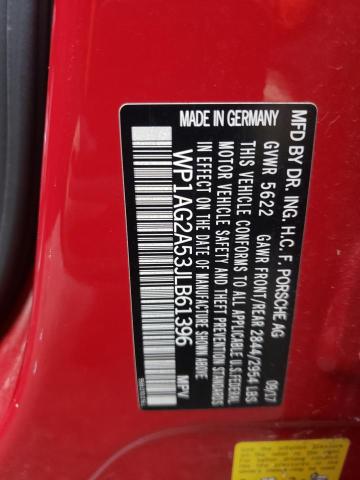 MFD BY DR. ING. H.C. F. PORSCHE AG
GVWR 5622 GAWR FRONT/REAR 2844/2954 LBS 09/17
THIS VEHICLE CONFORMS TO ALL APPLICABLE U.S. FEDERAL
MOTOR VEHICLE SAFETY AND THEFT PREVENTION STANDARDS
IN EFFECT ON THE DATE OF MANUFACTURE SHOWN ABOVE
WP1AG2A53JLB61396 MPV
MADE IN GERMANY